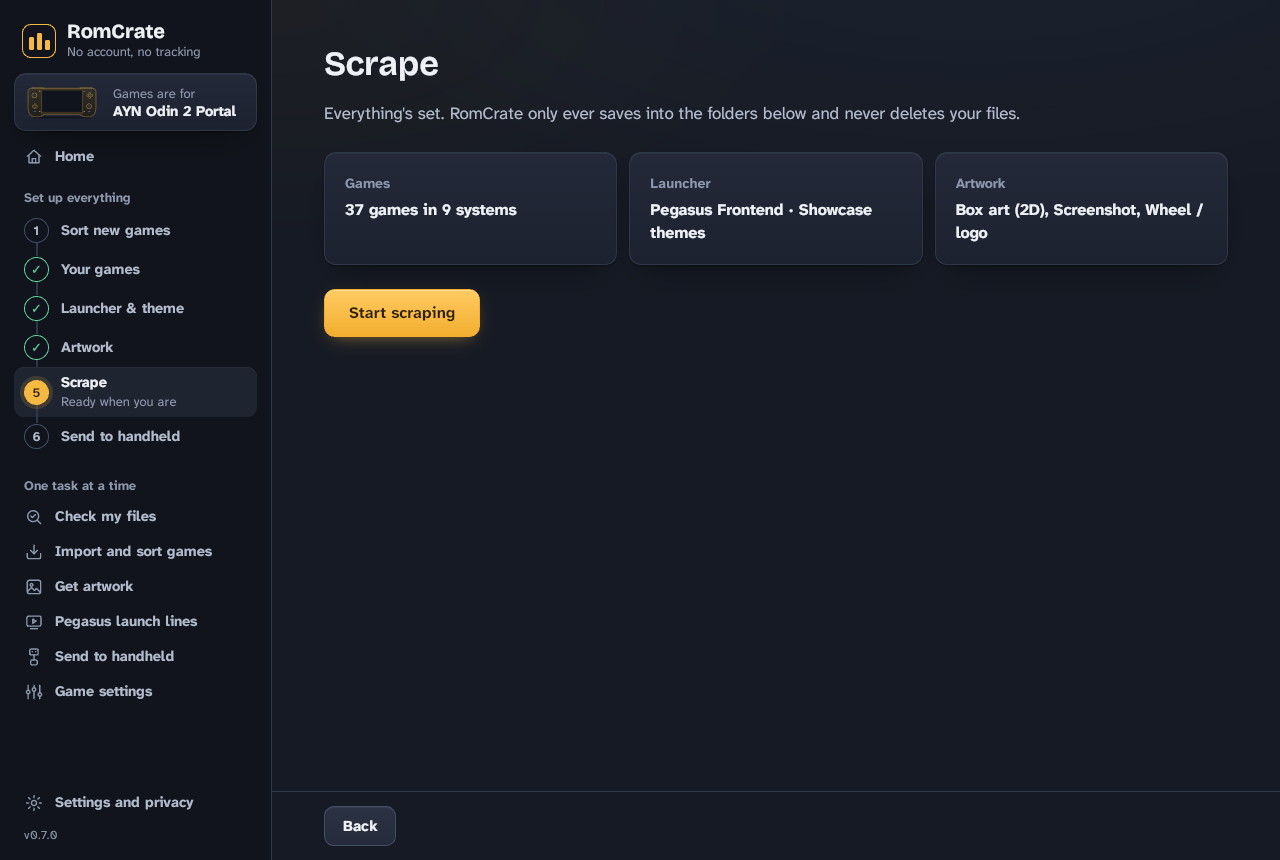 RomCrate
No account, no tracking
Games are for
AYN Odin 2 Portal
Home
Set up everything
1 Sort new games
✓ Your games
✓ Launcher & theme
✓ Artwork
5 Scrape
Ready when you are
6 Send to handheld
One task at a time
Check my files
Import and sort games
Get artwork
Pegasus launch lines
Send to handheld
Game settings
Settings and privacy
v0.7.0
Scrape
Everything's set. RomCrate only ever saves into the folders below and never deletes your files.
Games
37 games in 9 systems
Launcher
Pegasus Frontend · Showcase
themes
Artwork
Box art (2D), Screenshot, Wheel /
logo
Start scraping
Back